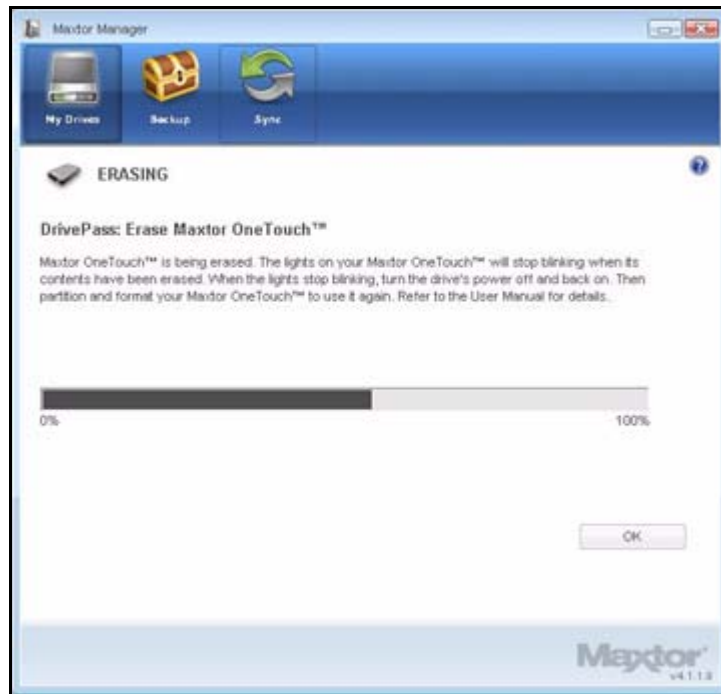 Maxtor Manager
My Drives
Backup
Sync
ERASING
DrivePass: Erase Maxtor OneTouch™
Maxtor OneTouch™ is being erased. The lights on your Maxtor OneTouch™ will stop blinking when its
contents have been erased. When the lights stop blinking, turn the drive's power off and back on. Then
partition and format your Maxtor OneTouch™ to use it again. Refer to the User Manual for details.
0%
100%
OK
Maxtor